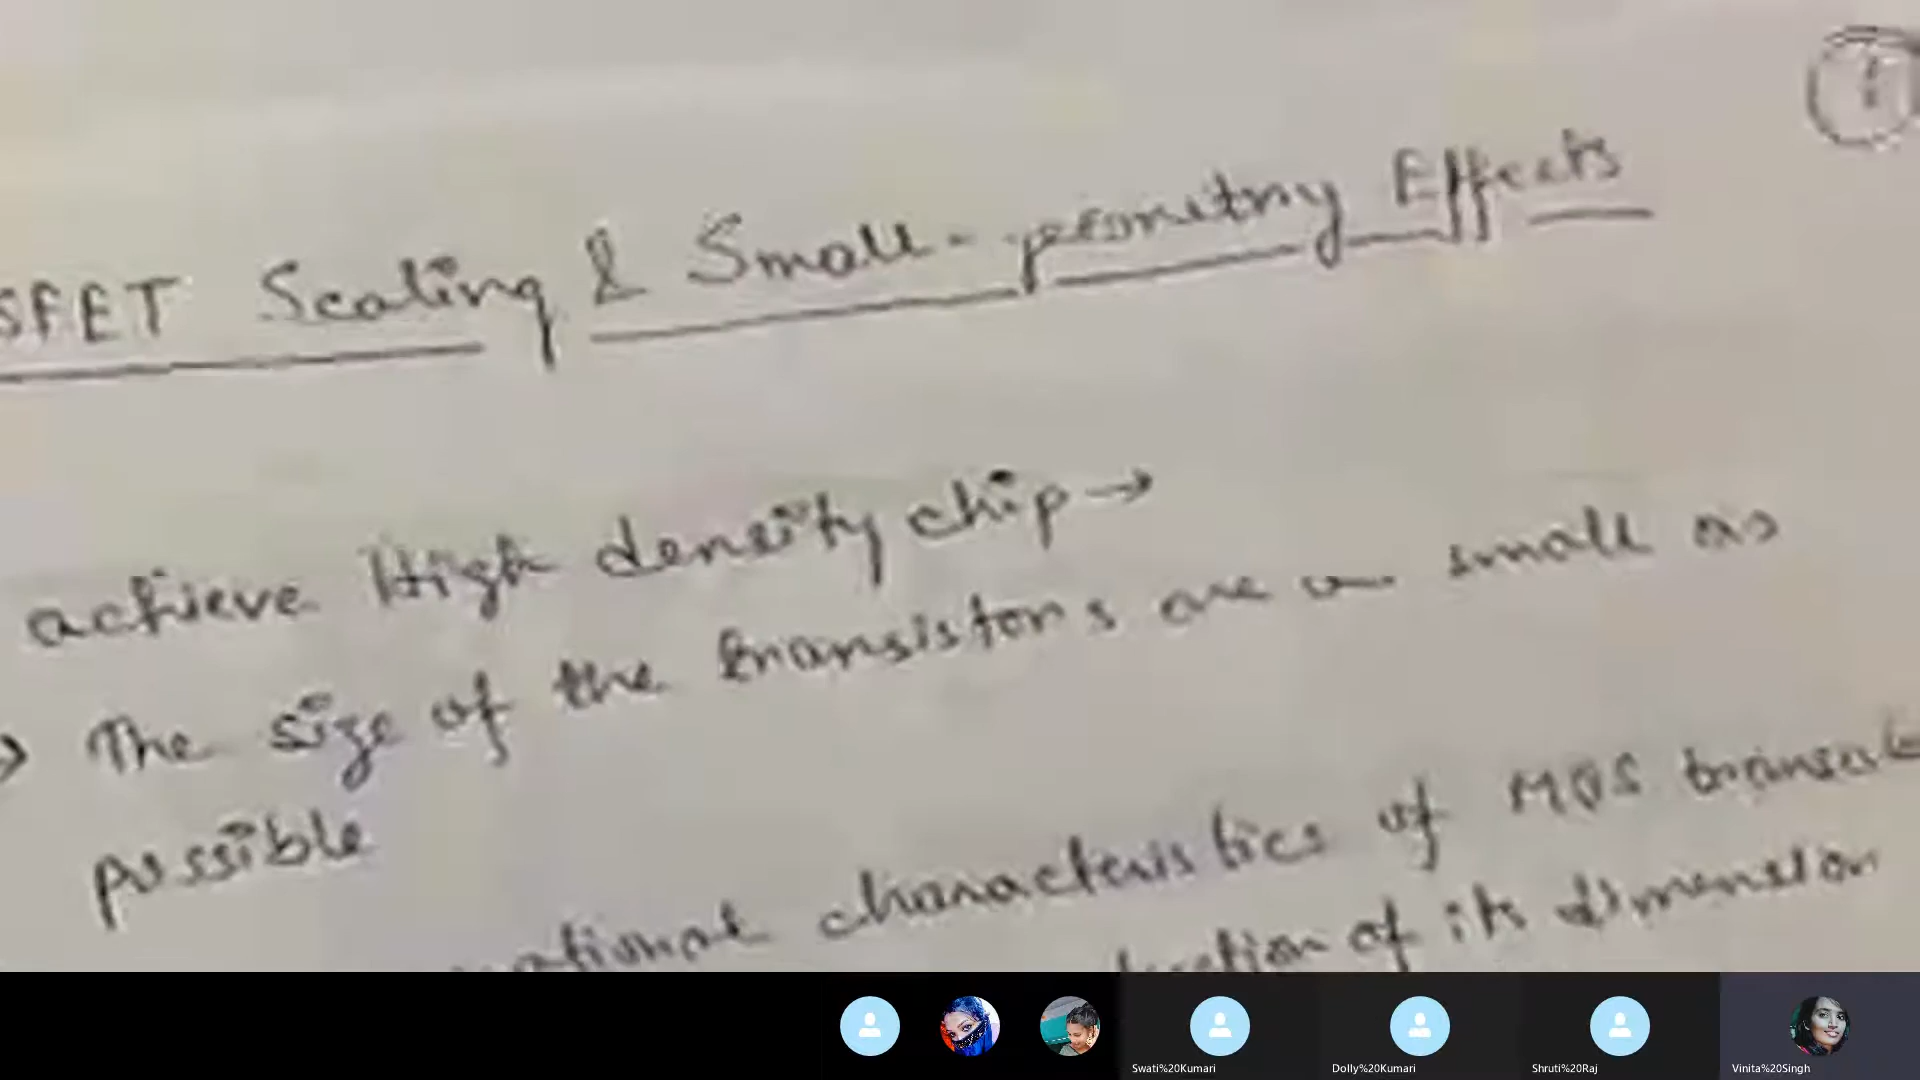 1
SFET Scaling & Small-geometry Effects
achieve High density chip →
→ The size of the transistors are as small as
possible
characteristics of MOS
of its dimension
Swati%20Kumari
Dolly%20Kumari
Shruti%20Raj
Vinita%20Singh